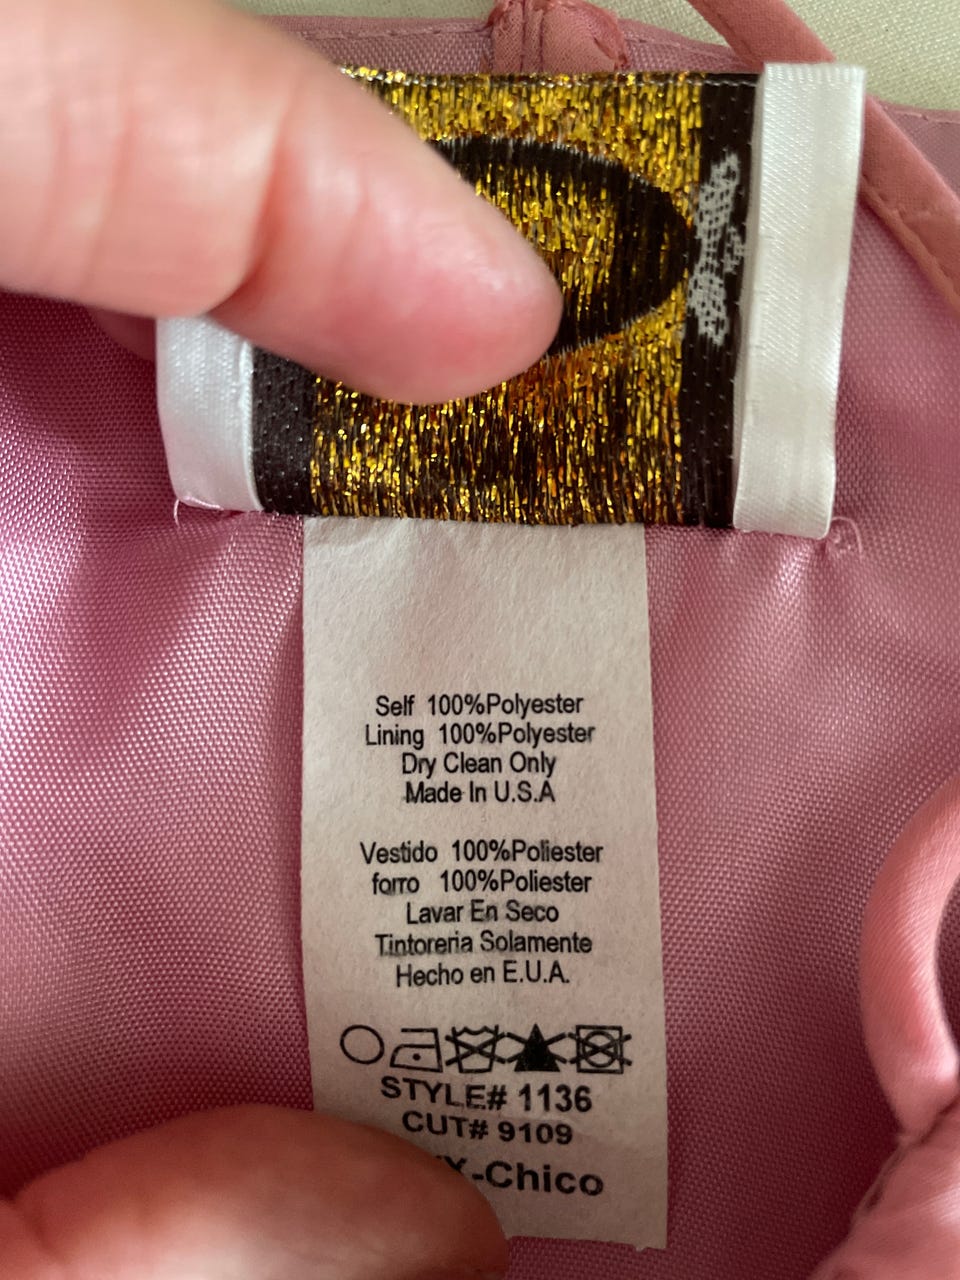 Self 100%Polyester
Lining 100%Polyester
Dry Clean Only
Made In U.S.A
Vestido 100%Poliester
forro 100%Poliester
Lavar En Seco
Tintoreria Solamente
Hecho en E.U.A.
STYLE# 1136
CUT# 9109
-Chico